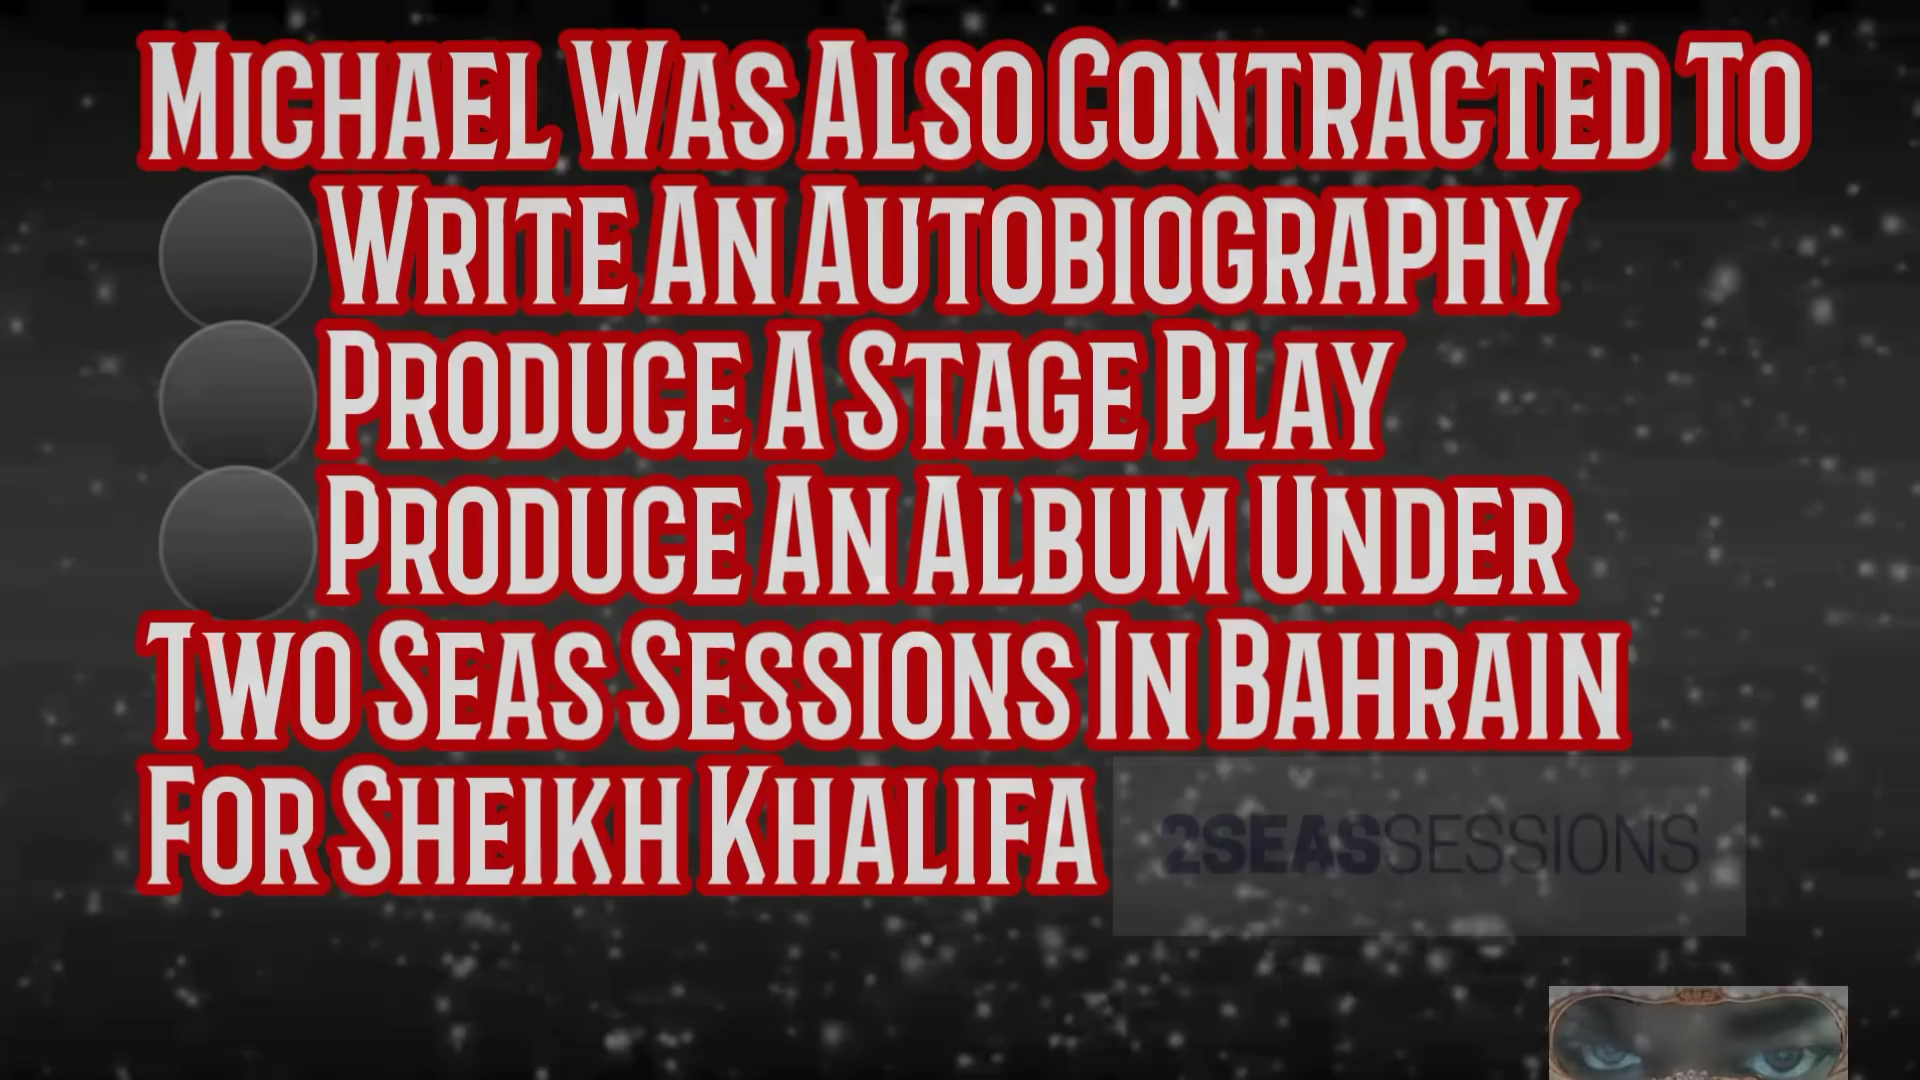 Michael Was Also Contracted To
Write An Autobiography
Produce A Stage Play
Produce An Album Under
Two Seas Sessions In Bahrain
For Sheikh Khalifa
2SEASSESSIONS